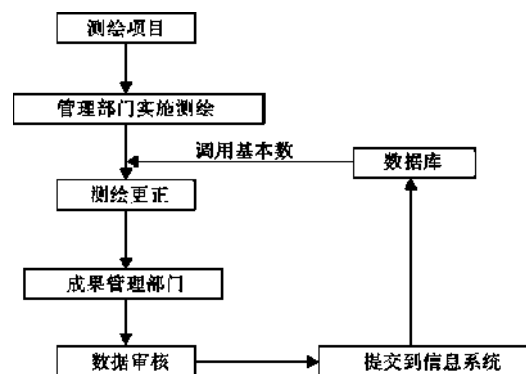 测绘项目
管理部门实施测绘
调用基本数
数据库
测绘更正
成果管理部门
数据审核
提交到信息系统